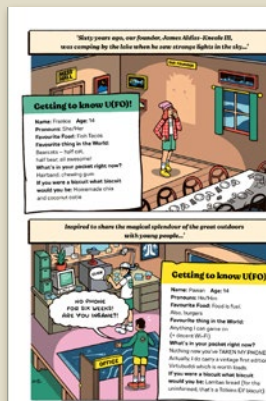 'Sixty years ago, our founder, James Aldiss-Kneale III,
was camping by the lake when he saw strange lights in the sky...'
Getting to know U(FO)!
Name: Frankie Age: 14
Pronouns: She/Her
Favourite Food: Fish Tacos
Favourite thing in the World:
Bearcats – half cat,
half bear, all awesome!
What's in your pocket right now?
Hairband, chewing gum
If you were a biscuit what biscuit
would you be: Homemade chia
and coconut
Inspired to share the magical splendour of the great outdoors
with young people...'
NO PHONE
FOR SIX WEEKS!
ARE YOU INSANE?!
OFFICE
Getting to know U(FO)!
Name: Hassan Age: 14
Pronouns: He/Him
Favourite Food: Food is fuel.
Also, burgers
Favourite thing in the World:
Anything I can game on
(+ decent Wi-Fi)
What's in your pocket right now?
Nothing now you've TAKEN MY PHONE
Actually, I do carry a vintage first edition
which is worth loads
If you were a biscuit what biscuit
would you be: Lembas bread (for the
uninformed, that's a Tolkien Elf biscuit)